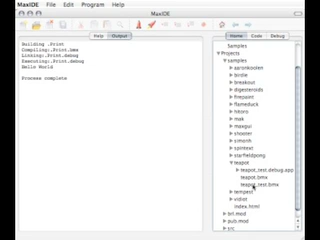 MaxIDE File Edit Program Help
MaxIDE
Help Output
Home Code Debug
Building .Print
Compiling:.Print.bmx
Linking:.Print.debug
Executing:.Print.debug
Hello World
Process complete
Samples
Projects
samples
aaronkoolen
birdie
breakout
digesteroids
firepaint
flameduck
hitoro
mak
maxpui
shooter
simonh
spintext
starfieldpong
teapot
teapot_test.debug.app
teapot.bmx
teapot_test.bmx
tempest
vidiot
index.html
brl.mod
pub.mod
src